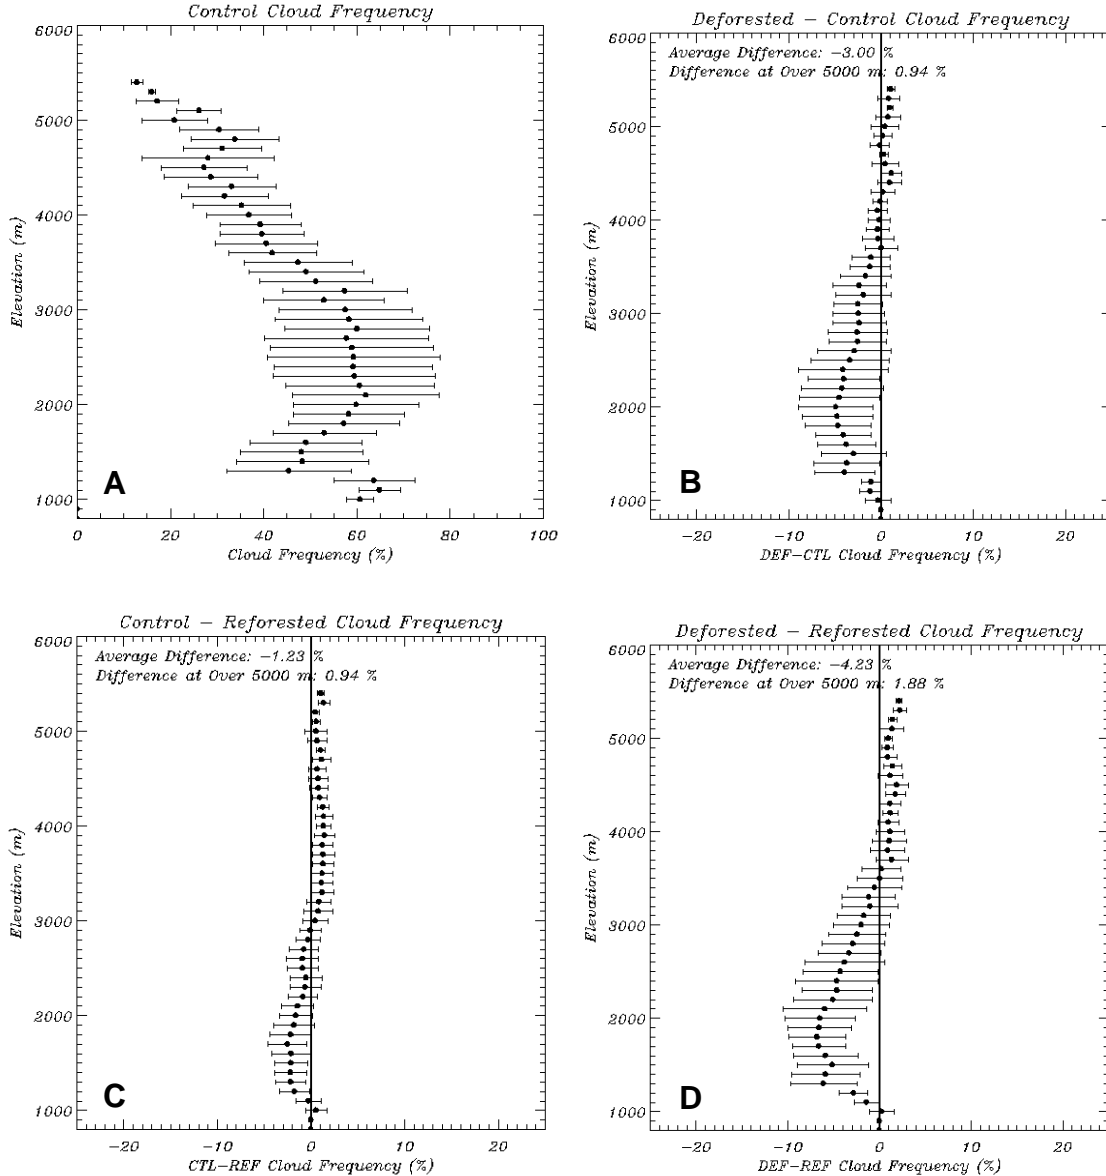 Control Cloud Frequency
6000
5000
4000
3000
2000
1000
Elevation (m)
A
0 20 40 60 80 100
Cloud Frequency (%)
Deforested − Control Cloud Frequency
Average Difference: −3.00 %
Difference at Over 5000 m: 0.94 %
6000
5000
4000
3000
2000
1000
Elevation (m)
B
−20 −10 0 10 20
DEF−CTL Cloud Frequency (%)
Control − Reforested Cloud Frequency
Average Difference: −1.23 %
Difference at Over 5000 m: 0.94 %
6000
5000
4000
3000
2000
1000
Elevation (m)
C
−20 −10 0 10 20
CTL−REF Cloud Frequency (%)
Deforested − Reforested Cloud Frequency
Average Difference: −4.23 %
Difference at Over 5000 m: 1.88 %
6000
5000
4000
3000
2000
1000
Elevation (m)
D
−20 −10 0 10 20
DEF−REF Cloud Frequency (%)